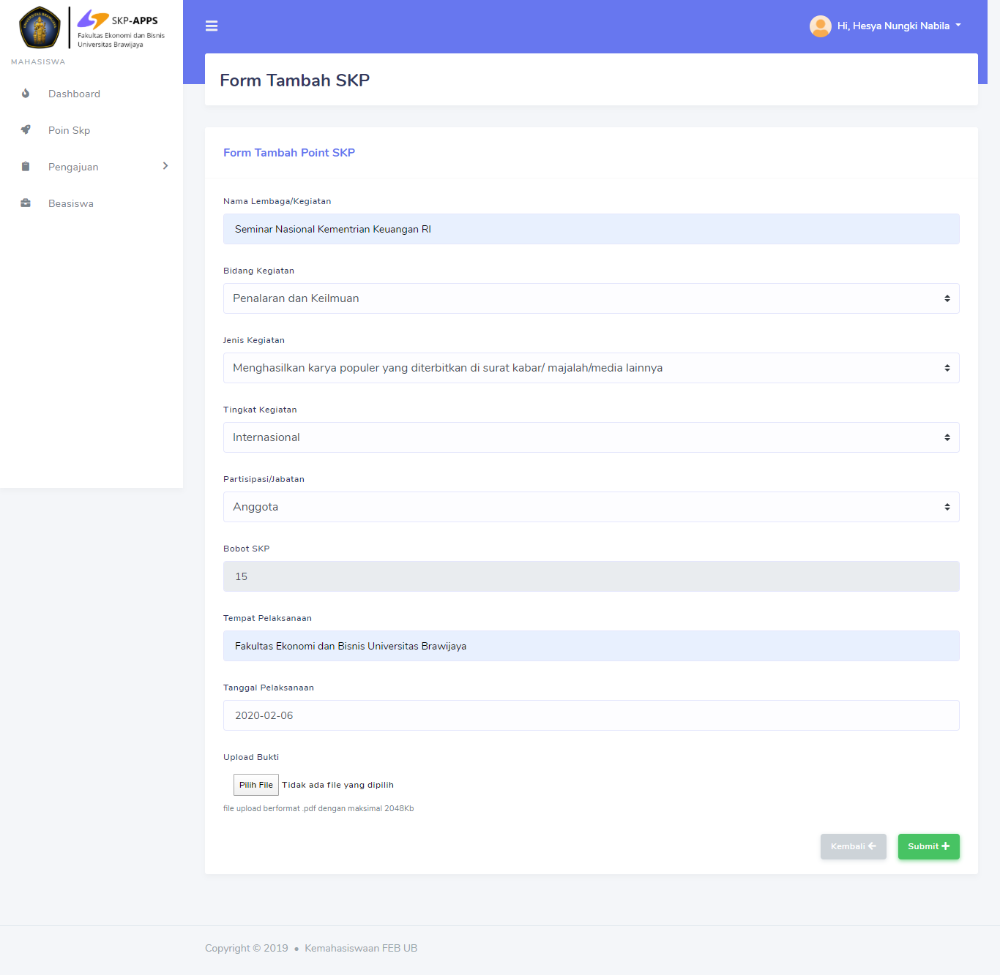 SKP-APPS
Fakultas Ekonomi dan Bisnis
Universitas Brawijaya
MAHASISWA
Dashboard
Poin Skp
Pengajuan
Beasiswa
Hi, Hesya Nungki Nabila
Form Tambah SKP
Form Tambah Point SKP
Nama Lembaga/Kegiatan
Seminar Nasional Kementrian Keuangan RI
Bidang Kegiatan
Penalaran dan Keilmuan
Jenis Kegiatan
Menghasilkan karya populer yang diterbitkan di surat kabar/ majalah/media lainnya
Tingkat Kegiatan
Internasional
Partisipasi/Jabatan
Anggota
Bobot SKP
15
Tempat Pelaksanaan
Fakultas Ekonomi dan Bisnis Universitas Brawijaya
Tanggal Pelaksanaan
2020-02-06
Upload Bukti
Pilih File Tidak ada file yang dipilih
file upload berformat .pdf dengan maksimal 2048Kb
Kembali
Submit
Copyright © 2019 • Kemahasiswaan FEB UB